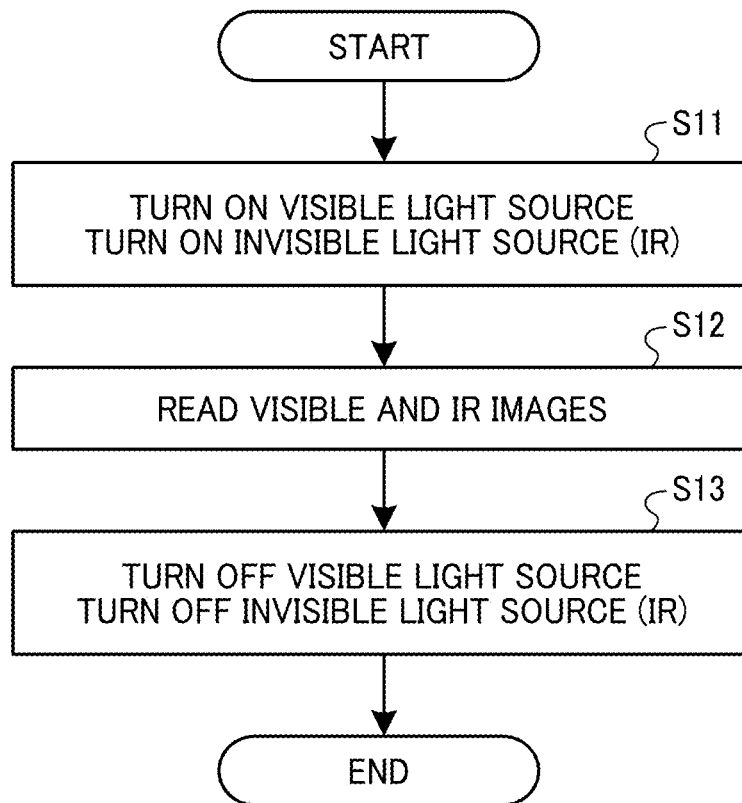 START
S11
TURN ON VISIBLE LIGHT SOURCE
TURN ON INVISIBLE LIGHT SOURCE (IR)
S12
READ VISIBLE AND IR IMAGES
S13
TURN OFF VISIBLE LIGHT SOURCE
TURN OFF INVISIBLE LIGHT SOURCE (IR)
END